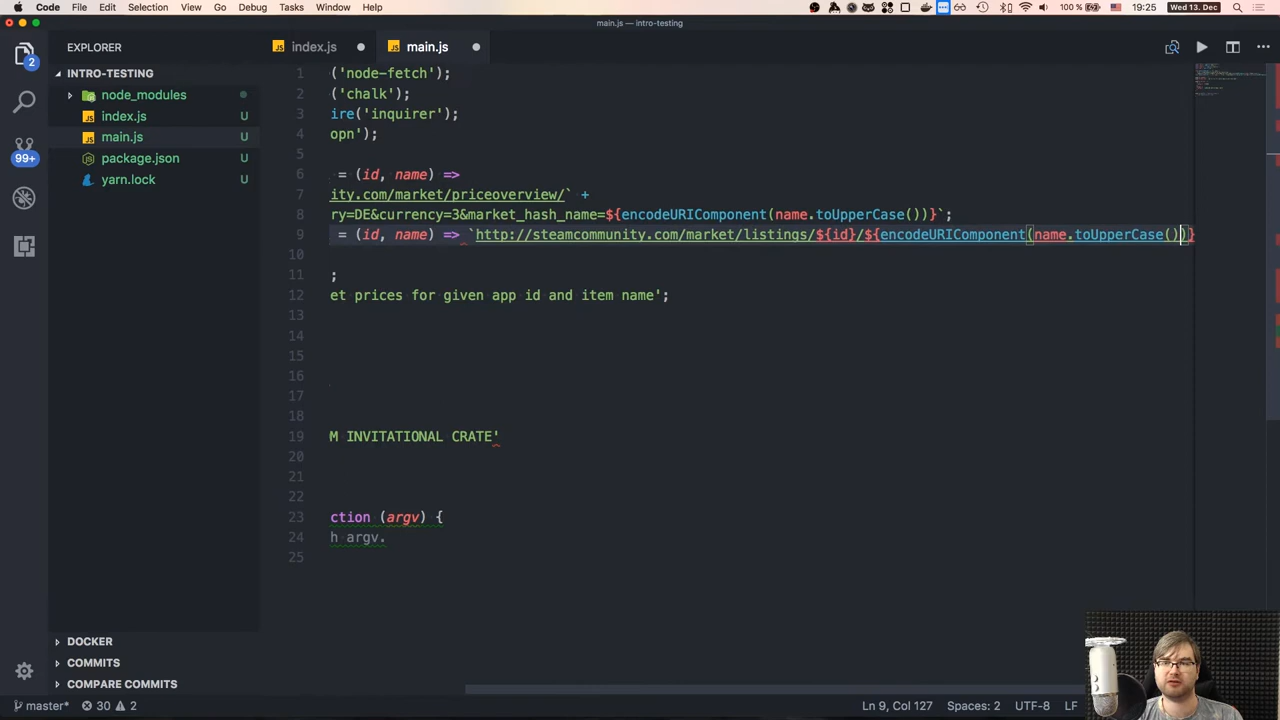 Code File Edit Selection View Go Debug Tasks Window Help 100 % Wed 13. Dec 19:25
main.js — intro-testing
EXPLORER
index.js
main.js
INTRO-TESTING
node_modules
index.js U
main.js U
package.json U
yarn.lock U
2
99+
1 ('node-fetch');
2 ('chalk');
3 ire('inquirer');
4 opn');
5
6 = (id, name) =>
7 ity.com/market/priceoverview/` +
8 ry=DE&currency=3&market_hash_name=${encodeURIComponent(name.toUpperCase())}`;
9 = (id, name) => `http://steamcommunity.com/market/listings/${id}/${encodeURIComponent(name.toUpperCase())}
10
11 ;
12 et prices for given app id and item name';
13
14
15
16
17
18
19 M INVITATIONAL CRATE'
20
21
22
23 ction (argv) {
24 h argv.
25
DOCKER
COMMITS
COMPARE COMMITS
master* 30 2 Ln 9, Col 127 Spaces: 2 UTF-8 LF